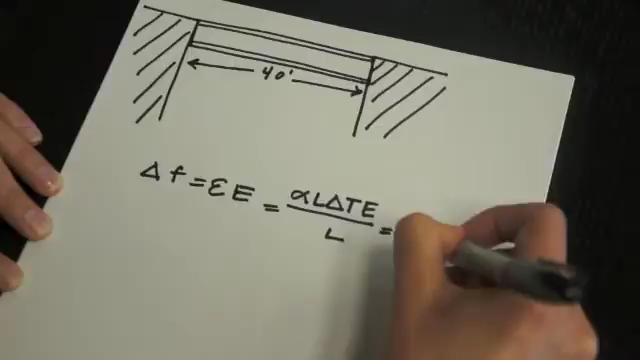 40'
Δf = εE = αLΔTE / L =